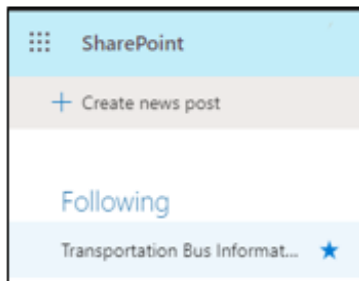 SharePoint
+ Create news post
Following
Transportation Bus Informat...